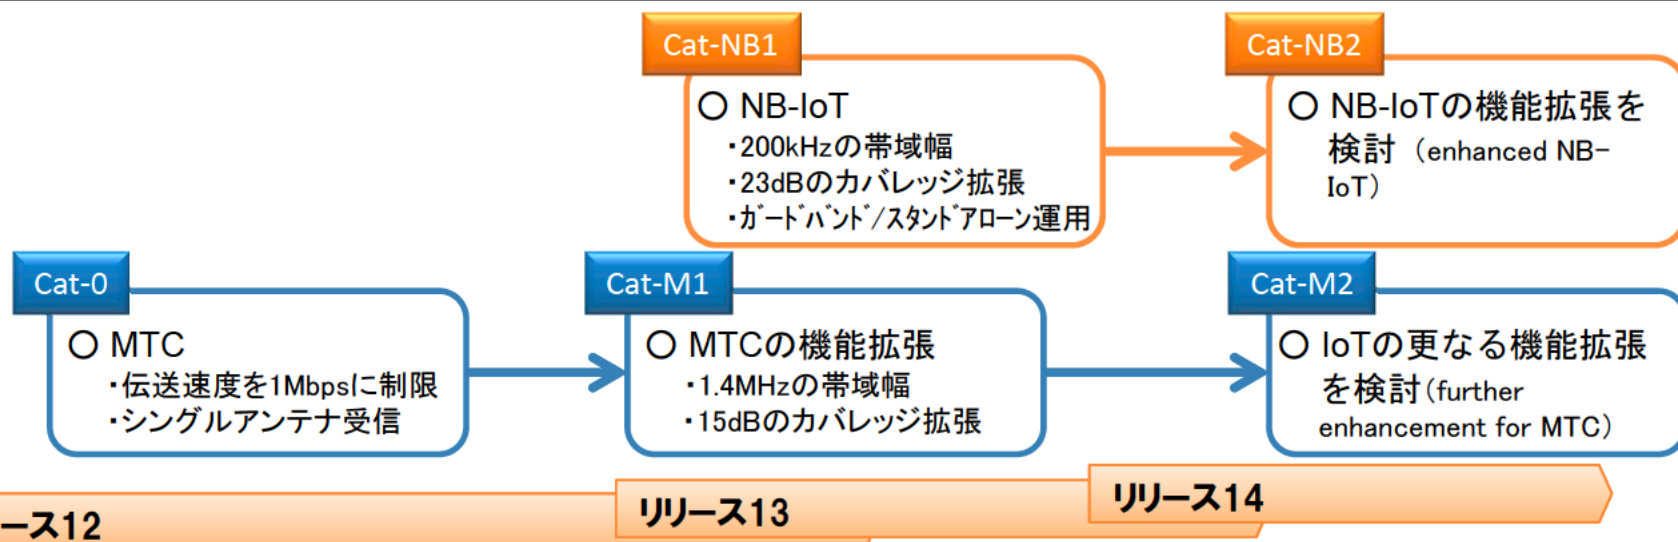 Cat-NB1
○ NB-IoT
・200kHzの帯域幅
・23dBのカバレッジ拡張
・ガードバンド/スタンドアローン運用
Cat-NB2
○ NB-IoTの機能拡張を
検討（enhanced NB-
IoT）
Cat-0
○ MTC
・伝送速度を1Mbpsに制限
・シングルアンテナ受信
Cat-M1
○ MTCの機能拡張
・1.4MHzの帯域幅
・15dBのカバレッジ拡張
Cat-M2
○ IoTの更なる機能拡張
を検討(further
enhancement for MTC)
ース12
リリース13
リリース14